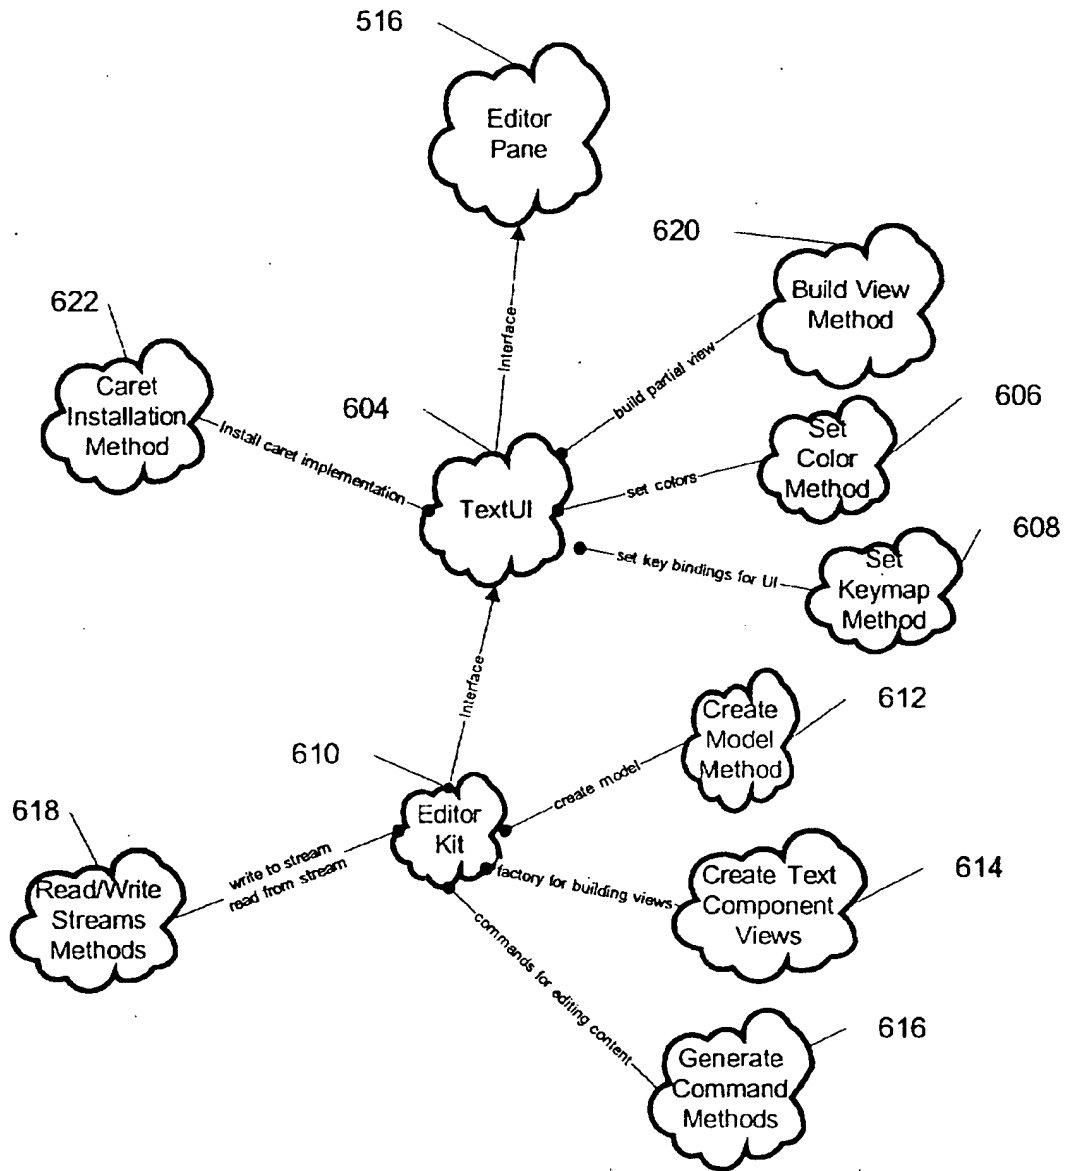 516
Editor
Pane
620
Build View
Method
622
Caret
Installation
Method
Interface
build partial view
604
606
Set
Color
Method
Install caret implementation
TextUI
set colors
608
set key bindings for UI
Set
Keymap
Method
Interface
612
Create
Model
Method
610
create model
Editor
Kit
618
write to stream
read from stream
Read/Write
Streams
Methods
factory for building views
Create Text
Component
Views
614
commands for editing content
616
Generate
Command
Methods